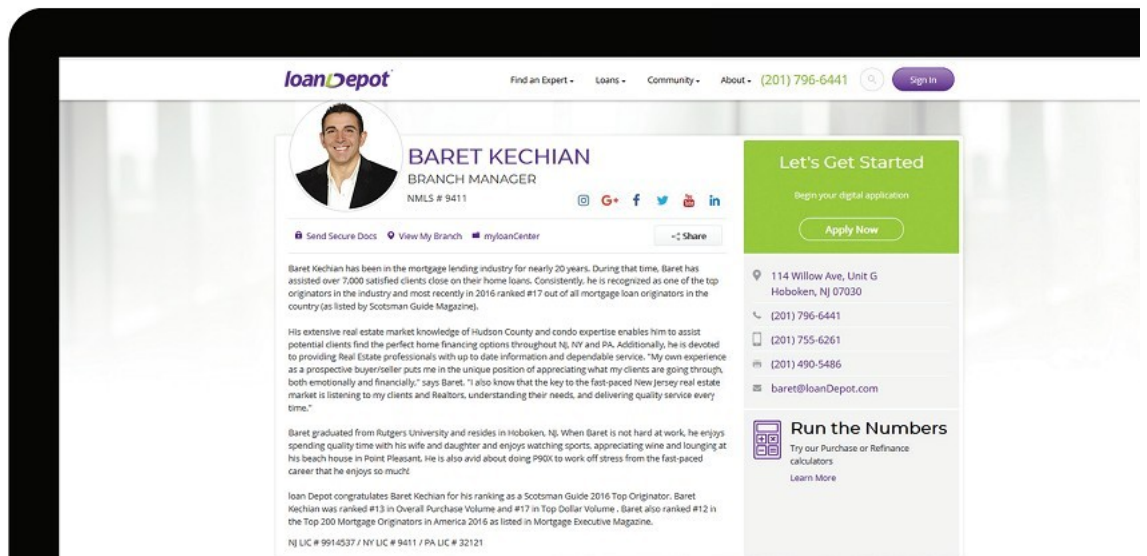 loanDepot
Find an Expert Loans Community About (201) 796-6441 Sign In
BARET KECHIAN
BRANCH MANAGER
NMLS # 9411
Send Secure Docs View My Branch myloanCenter Share
Baret Kechian has been in the mortgage lending industry for nearly 20 years. During that time, Baret has
assisted over 7,000 satisfied clients close on their home loans. Consistently, he is recognized as one of the top
originators in the industry and most recently in 2016 ranked #17 out of all mortgage loan originators in the
country (as listed by Scotsman Guide Magazine).
His extensive real estate market knowledge of Hudson County and condo expertise enables him to assist
potential clients find the perfect home financing options throughout NJ, NY and PA. Additionally, he is devoted
to providing Real Estate professionals with up to date information and dependable service. "My own experience
as a prospective buyer/seller puts me in the unique position of appreciating what my clients are going through,
both emotionally and financially," says Baret. "I also know that the key to the fast-paced New Jersey real estate
market is listening to my clients and Realtors, understanding their needs, and delivering quality service every
time."
Baret graduated from Rutgers University and resides in Hoboken, NJ. When Baret is not hard at work, he enjoys
spending quality time with his wife and daughter and enjoys watching sports, appreciating wine and lounging at
his beach house in Point Pleasant. He is also avid about doing P90X to work off stress from the fast-paced
career that he enjoys so much!
loan Depot congratulates Baret Kechian for his ranking as a Scotsman Guide 2016 Top Originator. Baret
Kechian was ranked #13 in Overall Purchase Volume and #17 in Top Dollar Volume . Baret also ranked #12 in
the Top 200 Mortgage Originators in America 2016 as listed in Mortgage Executive Magazine.
NJ LIC # 9914537 / NY LIC # 9411 / PA LIC # 32121
Let's Get Started
Begin your digital application
Apply Now
114 Willow Ave, Unit G
Hoboken, NJ 07030
(201) 796-6441
(201) 755-6261
(201) 490-5486
baret@loanDepot.com
Run the Numbers
Try our Purchase or Refinance
calculators
Learn More